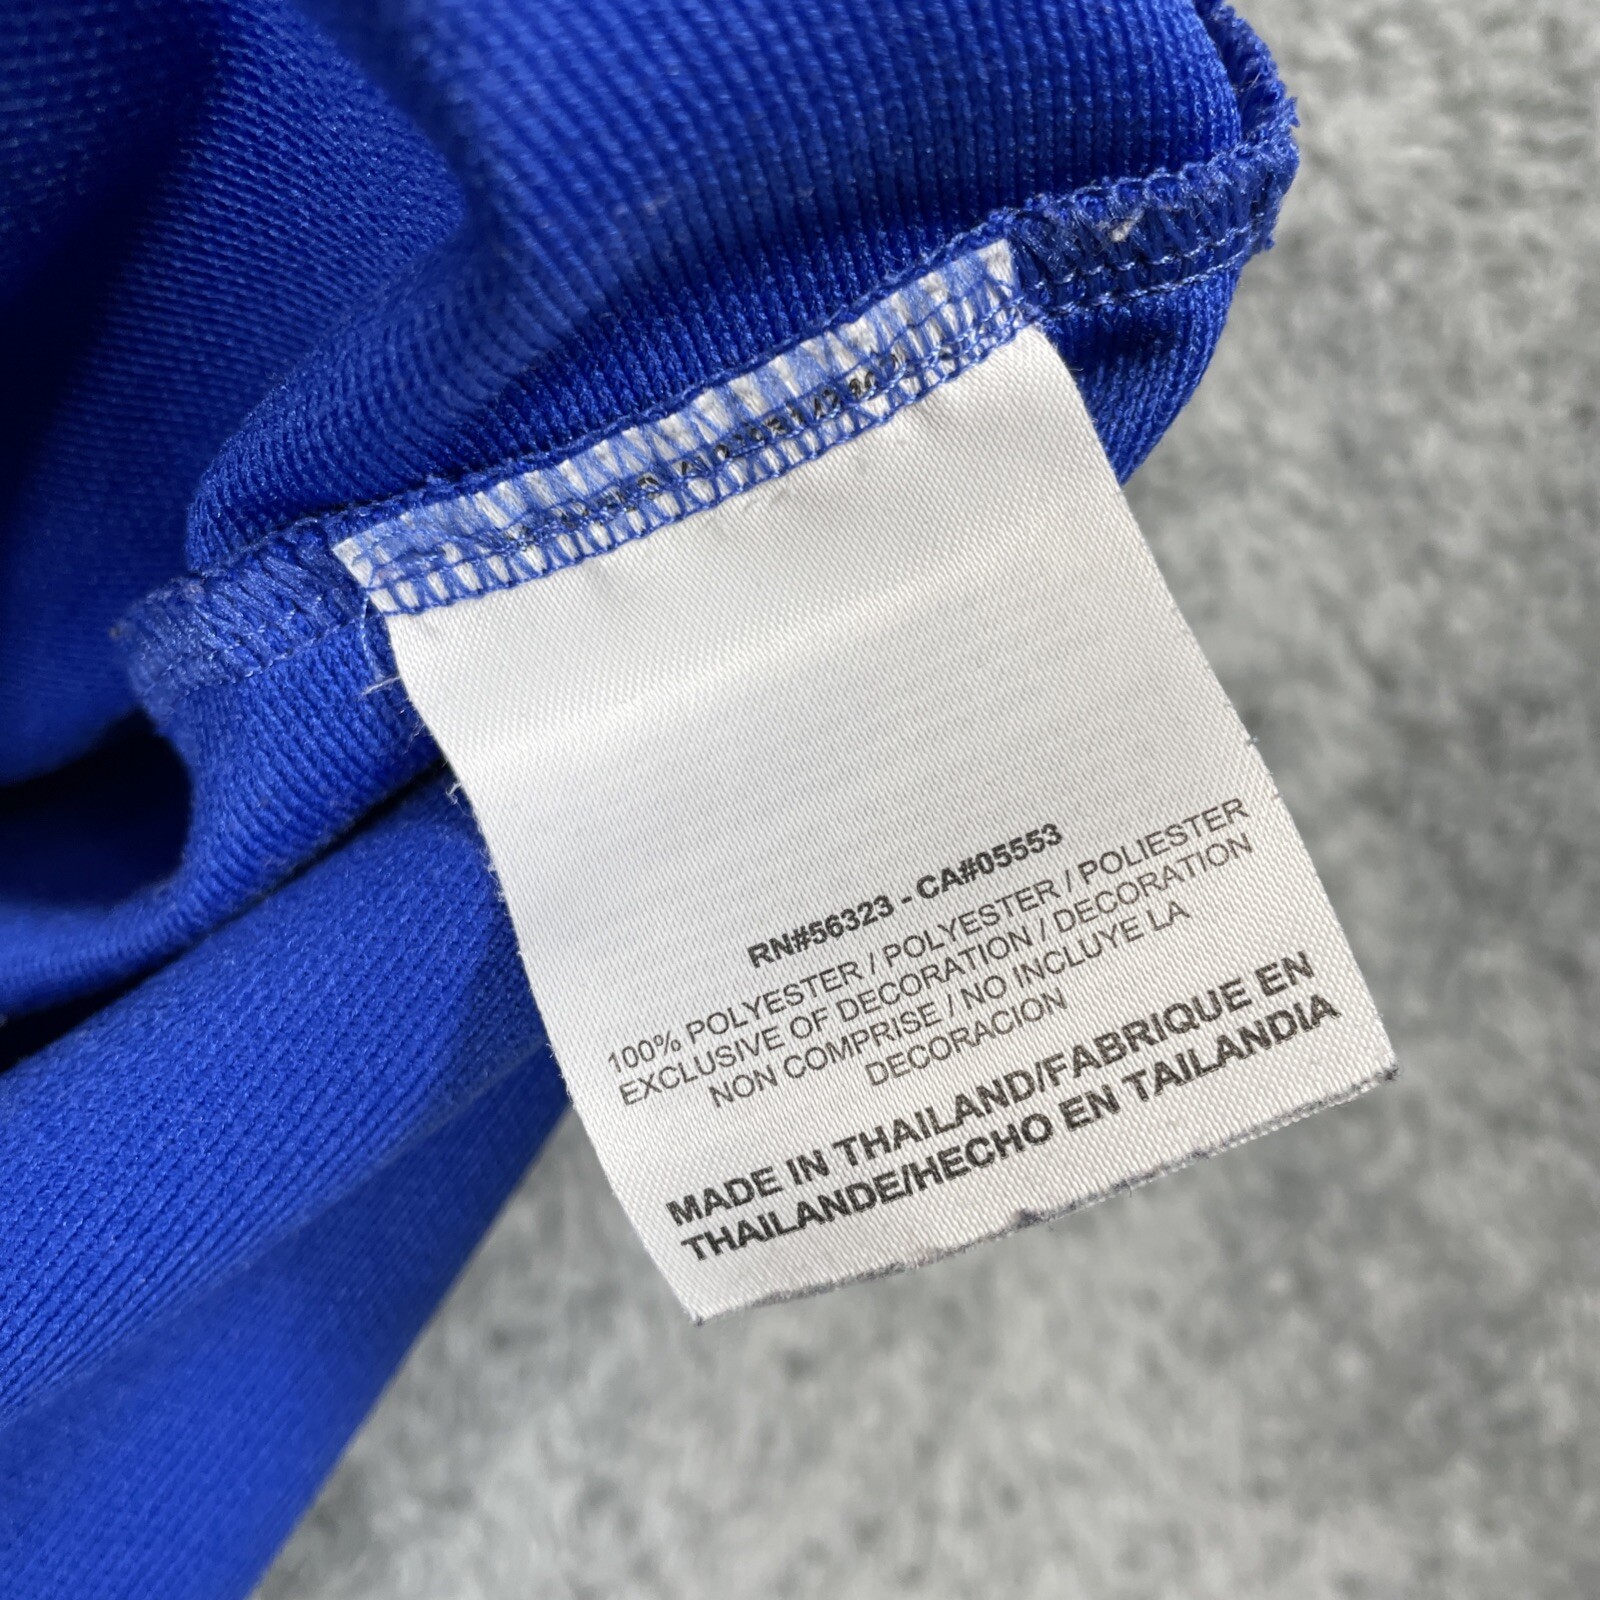 RN#56323 - CA#05553
100% POLYESTER / POLYESTER / POLIESTER
EXCLUSIVE OF DECORATION / DECORATION
NON COMPRISE / NO INCLUYE LA
DECORACION
MADE IN THAILAND/FABRIQUE EN
THAILANDE/HECHO EN TAILANDIA